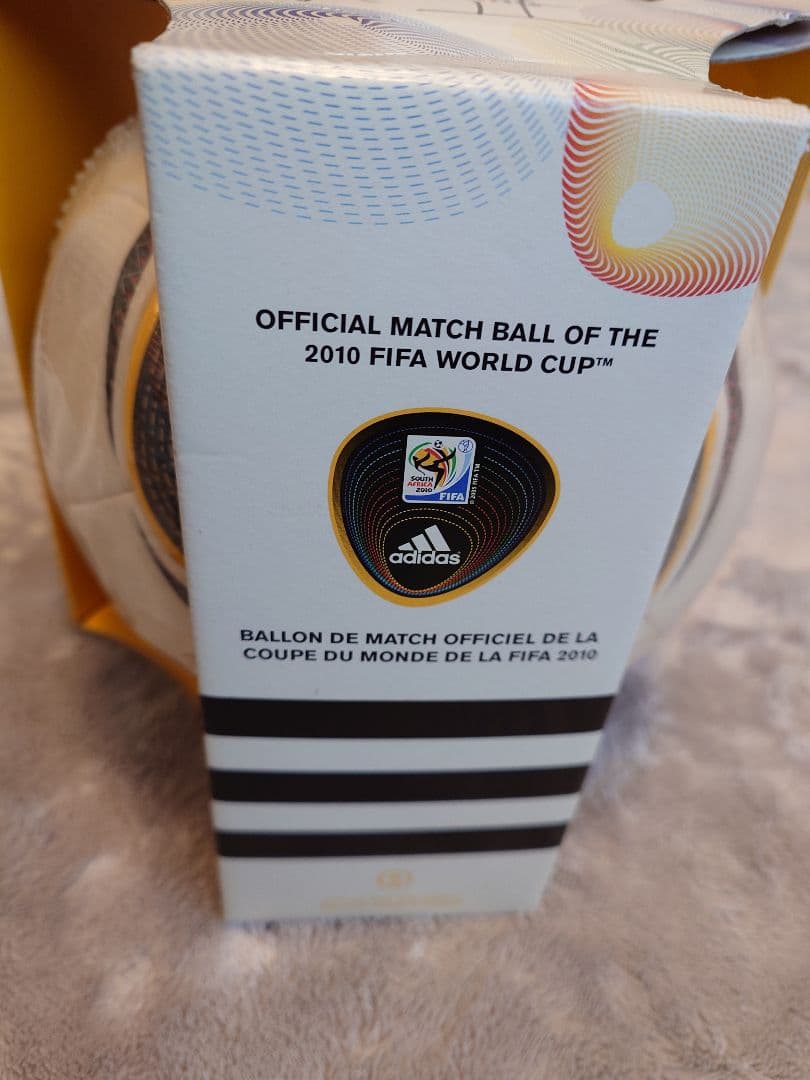 OFFICIAL MATCH BALL OF THE
2010 FIFA WORLD CUP™
SOUTH
AFRICA
2010
FIFA
adidas
BALLON DE MATCH OFFICIEL DE LA
COUPE DU MONDE DE LA FIFA 2010